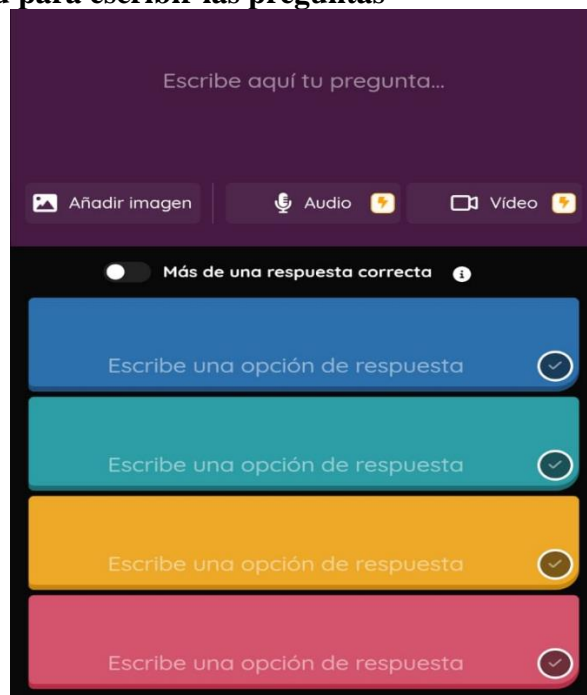 para escribir las preguntas
Escribe aquí tu pregunta...
Añadir imagen
Audio
Vídeo
Más de una respuesta correcta
Escribe una opción de respuesta
Escribe una opción de respuesta
Escribe una opción de respuesta
Escribe una opción de respuesta